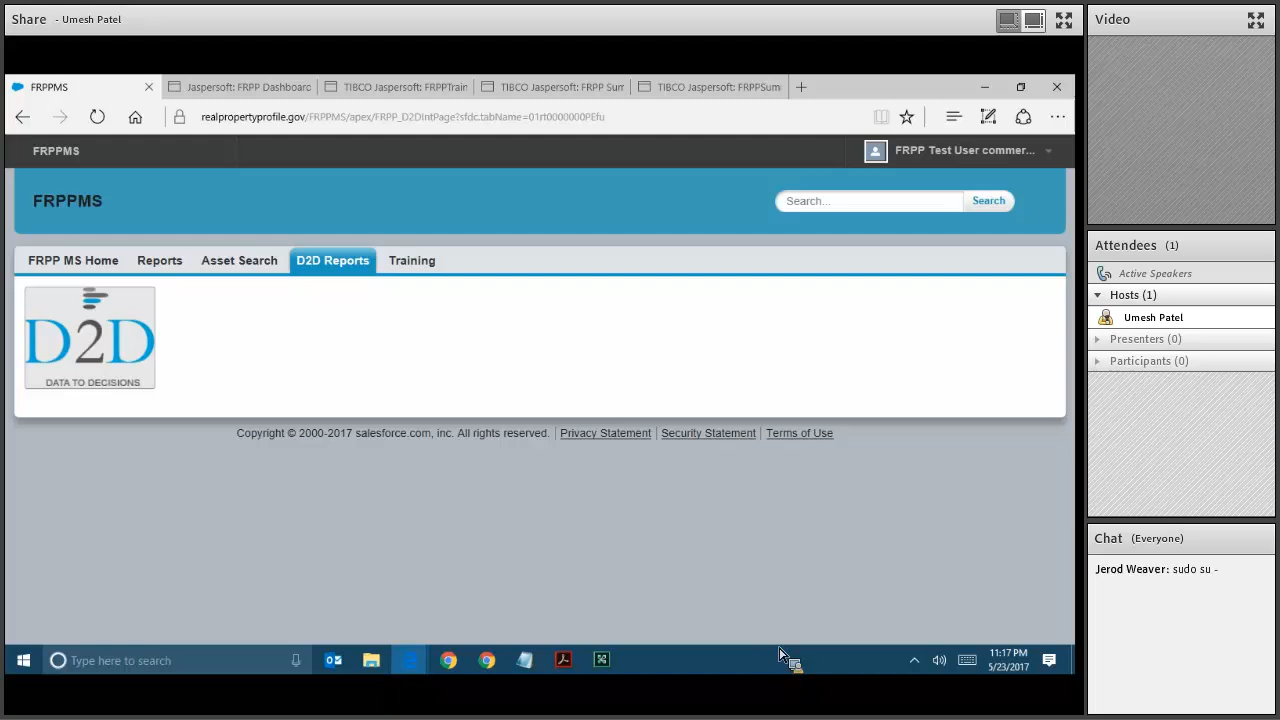 Share - Umesh Patel
FRPPMS
Jaspersoft: FRPP Dashboard
TIBCO Jaspersoft: FRPPTrain
TIBCO Jaspersoft: FRPP Sum
TIBCO Jaspersoft: FRPPSum
realpropertyprofile.gov/FRPPMS/apex/FRPP_D2DIntPage?sfdc.tabName=01rt0000000PEfu
FRPPMS
FRPP Test User commer...
FRPPMS
Search...
Search
FRPP MS Home
Reports
Asset Search
D2D Reports
Training
D2D
DATA TO DECISIONS
Copyright © 2000-2017 salesforce.com, inc. All rights reserved. | Privacy Statement | Security Statement | Terms of Use
Type here to search
11:17 PM
5/23/2017
Video
Attendees (1)
Active Speakers
Hosts (1)
Umesh Patel
Presenters (0)
Participants (0)
Chat (Everyone)
Jerod Weaver: sudo su -